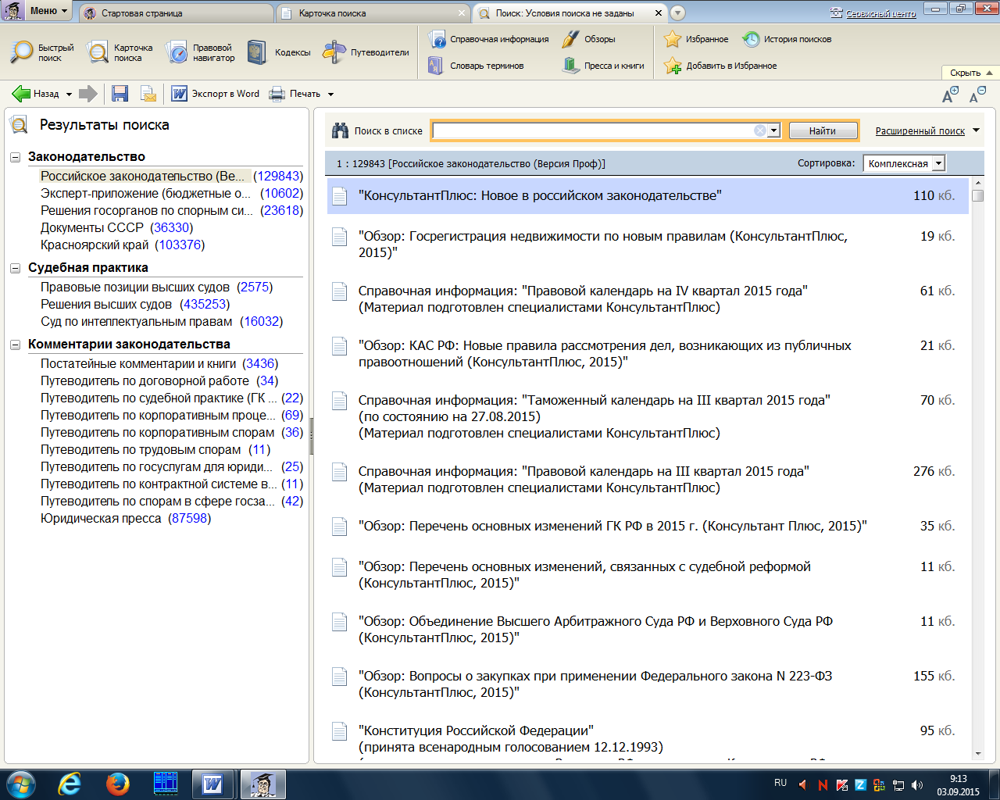 Меню
Стартовая страница
Карточка поиска
Поиск: Условия поиска не заданы
Сервисный центр
Быстрый поиск
Карточка поиска
Правовой навигатор
Кодексы
Путеводители
Справочная информация
Словарь терминов
Обзоры
Пресса и книги
Избранное
Добавить в Избранное
История поисков
Скрыть
Назад
Экспорт в Word
Печать
Результаты поиска
Законодательство
Российское законодательство (Ве... (129843)
Эксперт-приложение (бюджетные о... (10602)
Решения госорганов по спорным си... (23618)
Документы СССР (36330)
Красноярский край (103376)
Судебная практика
Правовые позиции высших судов (2575)
Решения высших судов (435253)
Суд по интеллектуальным правам (16032)
Комментарии законодательства
Постатейные комментарии и книги (3436)
Путеводитель по договорной работе (34)
Путеводитель по судебной практике (ГК ... (22)
Путеводитель по корпоративным проце... (69)
Путеводитель по корпоративным спорам (36)
Путеводитель по трудовым спорам (11)
Путеводитель по госуслугам для юриди... (25)
Путеводитель по контрактной системе в... (11)
Путеводитель по спорам в сфере госза... (42)
Юридическая пресса (87598)
Поиск в списке
Найти
Расширенный поиск
1 : 129843 [Российское законодательство (Версия Проф)]
Сортировка: Комплексная
"КонсультантПлюс: Новое в российском законодательстве" 110 кб.
"Обзор: Госрегистрация недвижимости по новым правилам (КонсультантПлюс, 19 кб.
2015)"
Справочная информация: "Правовой календарь на IV квартал 2015 года" 61 кб.
(Материал подготовлен специалистами КонсультантПлюс)
"Обзор: КАС РФ: Новые правила рассмотрения дел, возникающих из публичных 21 кб.
правоотношений (КонсультантПлюс, 2015)"
Справочная информация: "Таможенный календарь на III квартал 2015 года" 70 кб.
(по состоянию на 27.08.2015)
(Материал подготовлен специалистами КонсультантПлюс)
Справочная информация: "Правовой календарь на III квартал 2015 года" 276 кб.
(Материал подготовлен специалистами КонсультантПлюс)
"Обзор: Перечень основных изменений ГК РФ в 2015 г. (Консультант Плюс, 2015)" 35 кб.
"Обзор: Перечень основных изменений, связанных с судебной реформой 11 кб.
(КонсультантПлюс, 2015)"
"Обзор: Объединение Высшего Арбитражного Суда РФ и Верховного Суда РФ 11 кб.
(КонсультантПлюс, 2015)"
"Обзор: Вопросы о закупках при применении Федерального закона N 223-ФЗ 155 кб.
(КонсультантПлюс, 2015)"
"Конституция Российской Федерации" 95 кб.
(принята всенародным голосованием 12.12.1993)
RU
9:13
03.09.2015